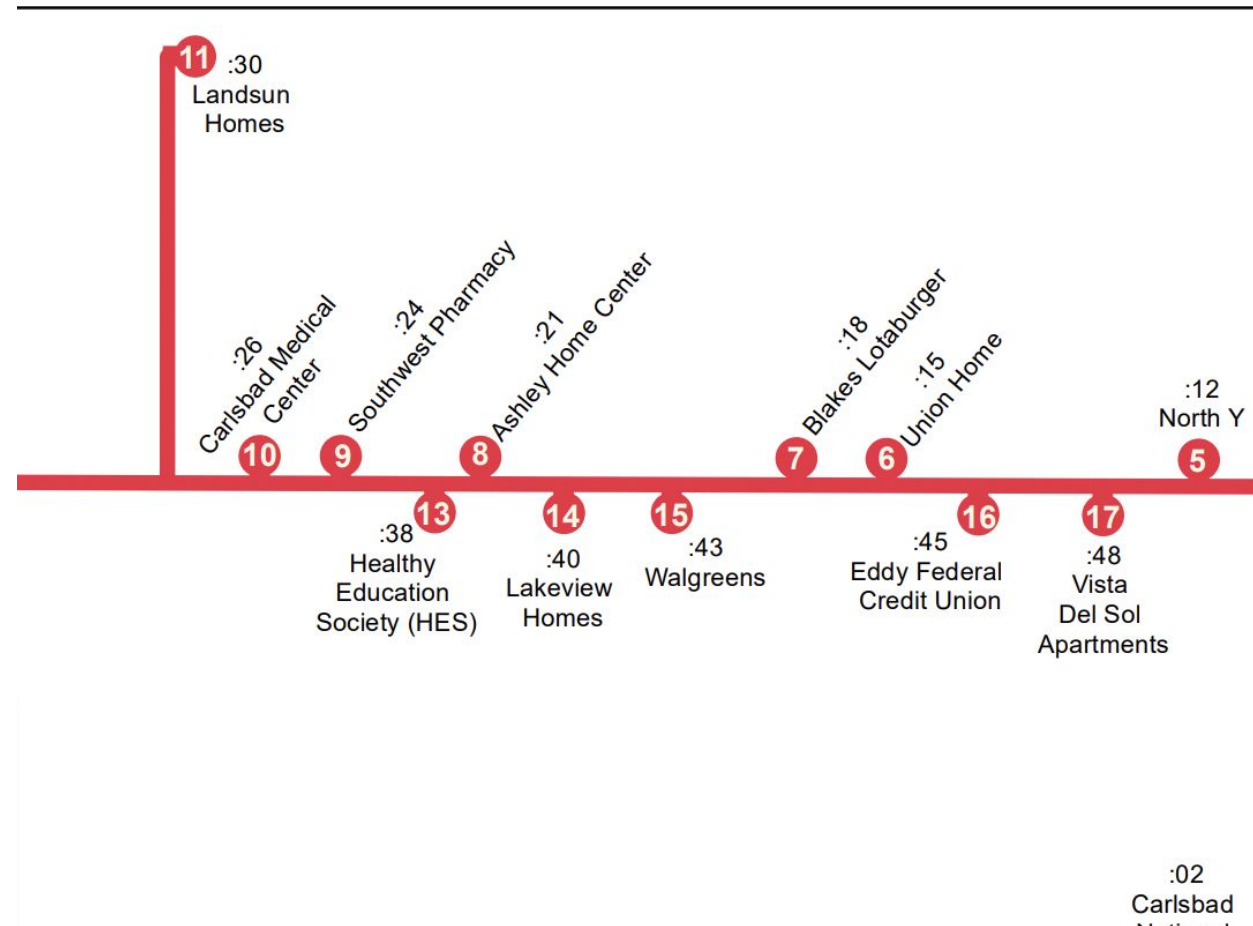 11
:30
Landsun
Homes
:26
Carlsbad Medical
Center
10
:24
Southwest Pharmacy
9
:21
Ashley Home Center
8
:18
Blakes Lotaburger
7
:15
Union Home
6
:12
North Y
5
13
:38
Healthy
Education
Society (HES)
14
:40
Lakeview
Homes
15
:43
Walgreens
16
:45
Eddy Federal
Credit Union
17
:48
Vista
Del Sol
Apartments
:02
Carlsbad